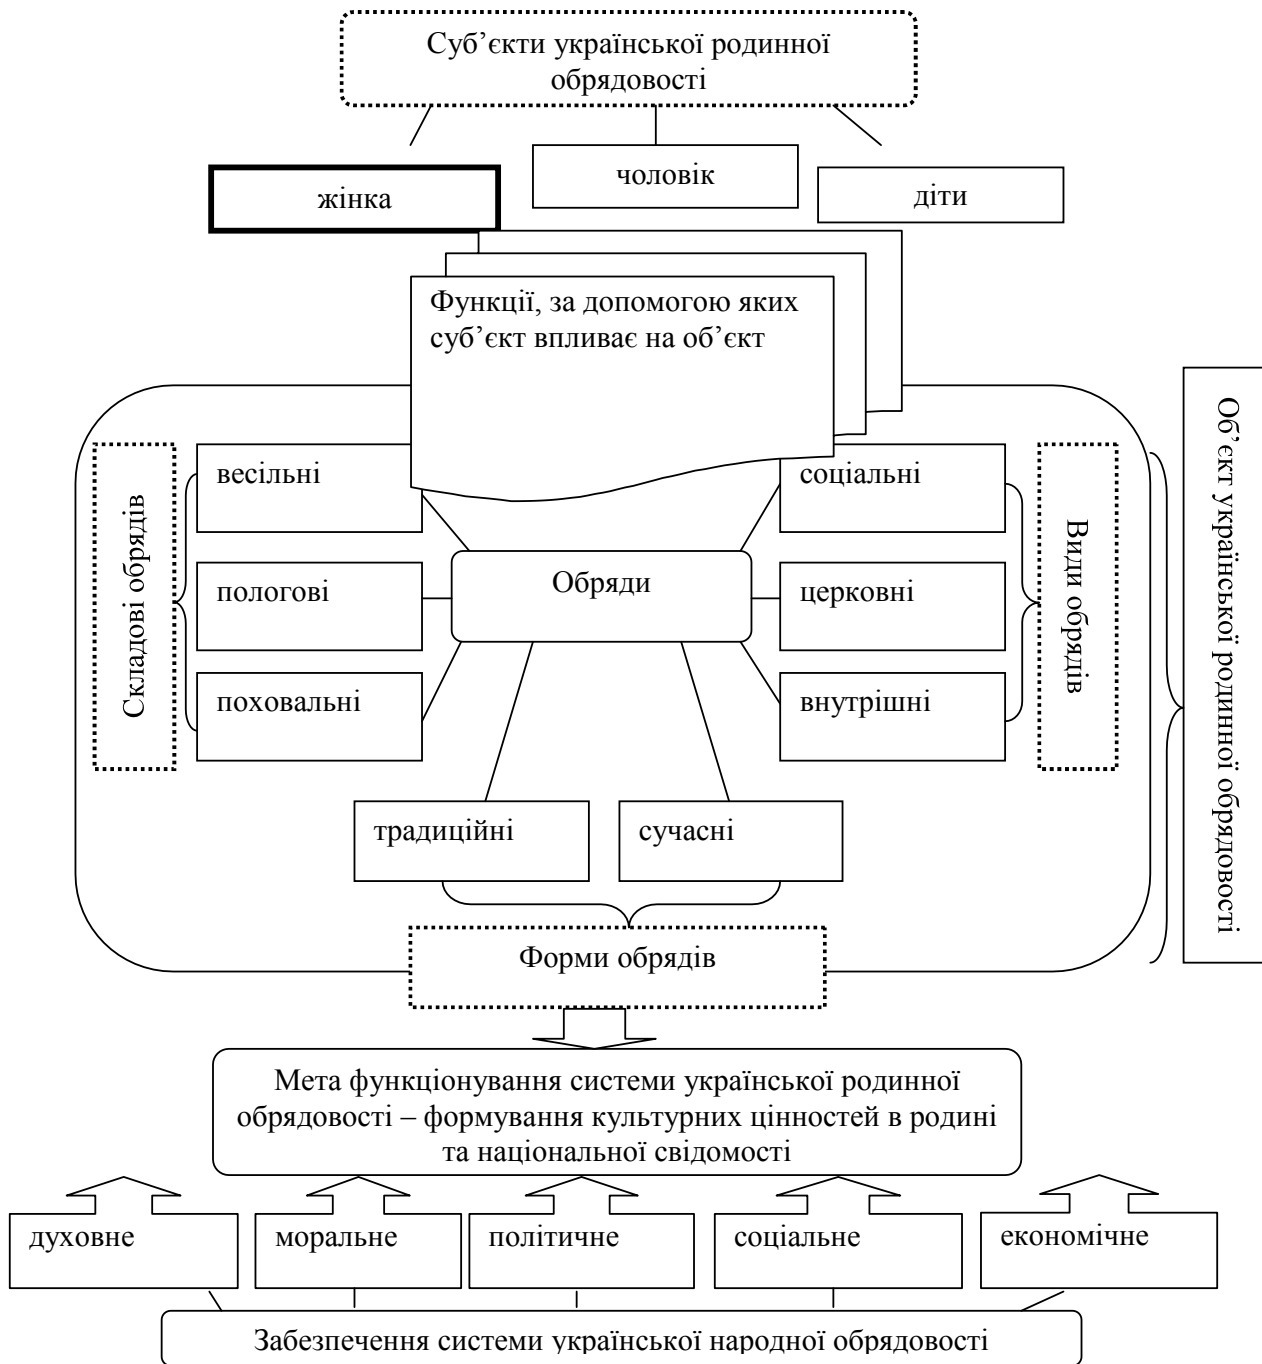 Суб’єкти української родинної
обрядовості
жінка
чоловік
діти
Функції, за допомогою яких
суб’єкт впливає на об’єкт
Складові обрядів
весільні
пологові
поховальні
Обряди
соціальні
церковні
внутрішні
Види обрядів
Об’єкт української родинної обрядовості
традиційні
сучасні
Форми обрядів
Мета функціонування системи української родинної
обрядовості – формування культурних цінностей в родині
та національної свідомості
духовне
моральне
політичне
соціальне
економічне
Забезпечення системи української народної обрядовості